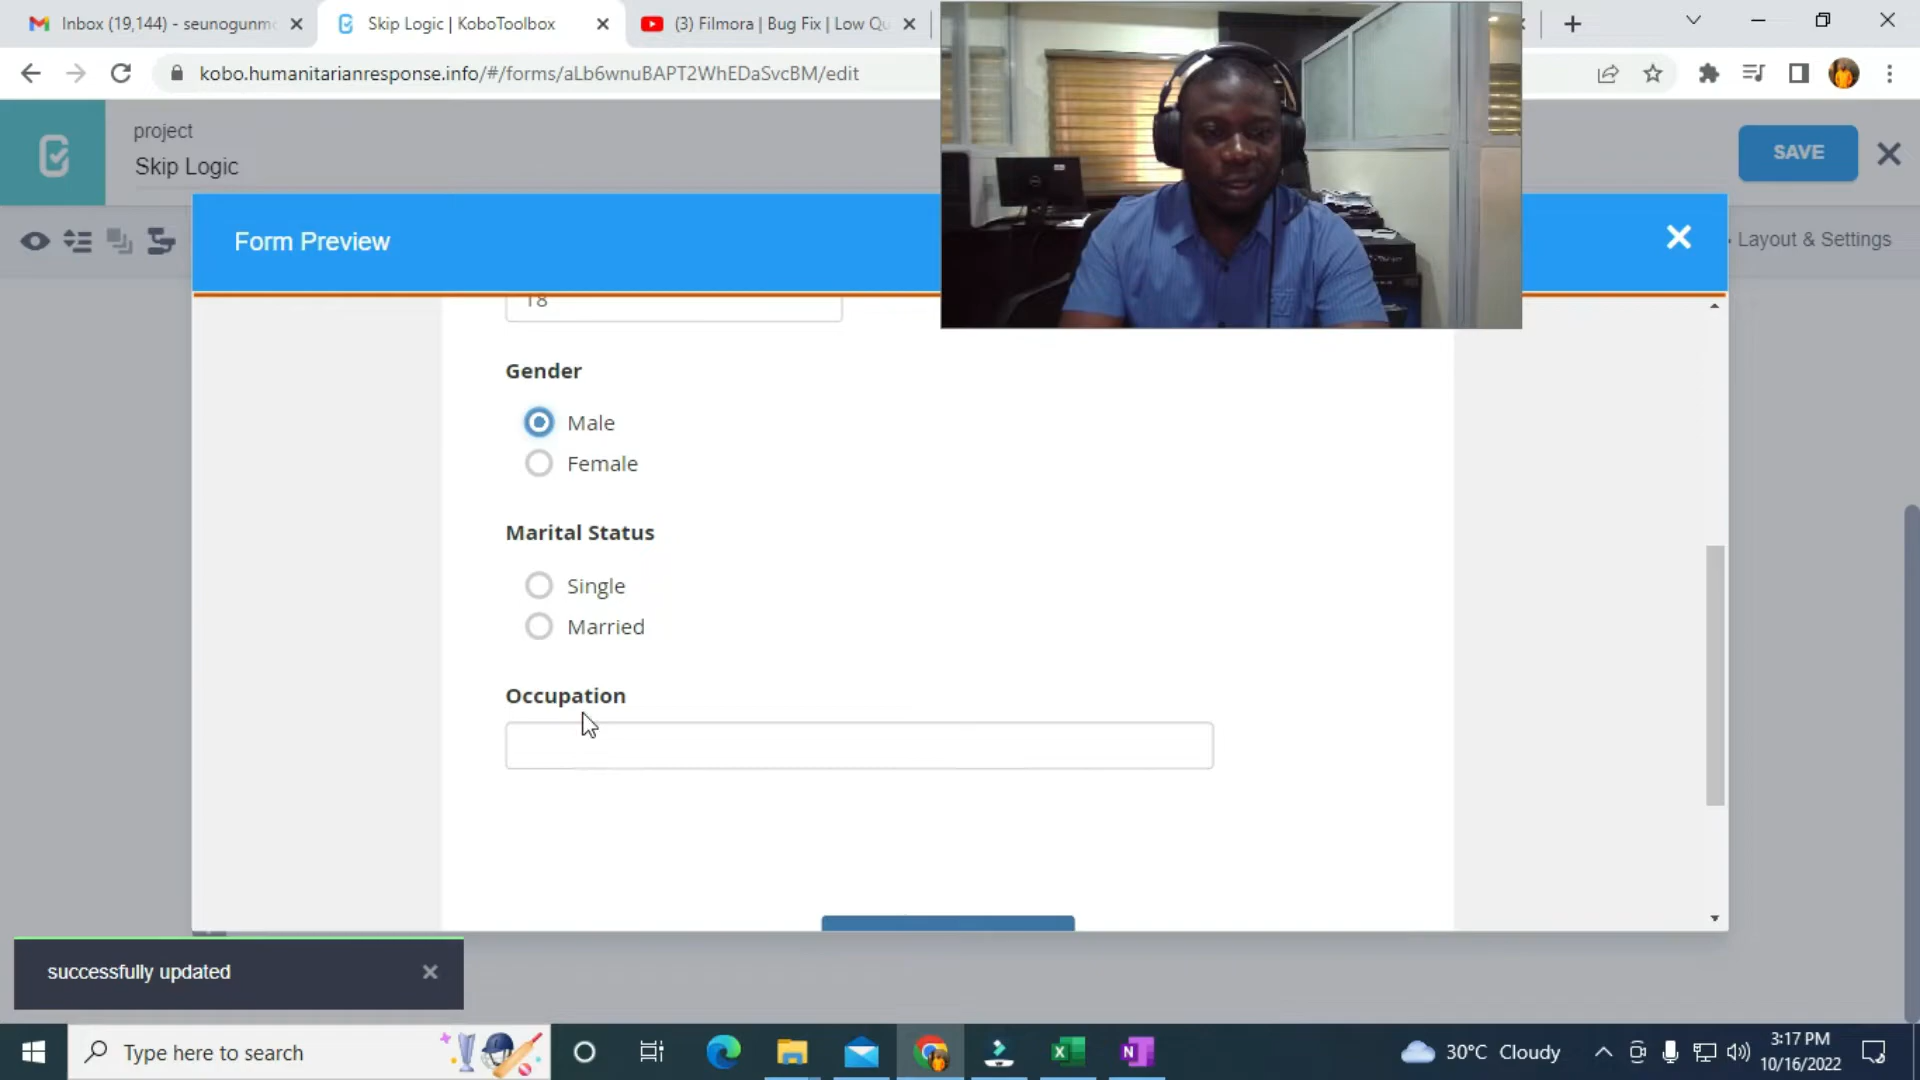 Inbox (19,144) - seunogunmo
Skip Logic | KoboToolbox
(3) Filmora | Bug Fix | Low Qu
kobo.humanitarianresponse.info/#/forms/aLb6wnuBAPT2WhEDaSvcBM/edit
project
Skip Logic
SAVE
Form Preview
Layout & Settings
18
Gender
Male
Female
Marital Status
Single
Married
Occupation
successfully updated
Type here to search
30°C Cloudy
3:17 PM
10/16/2022